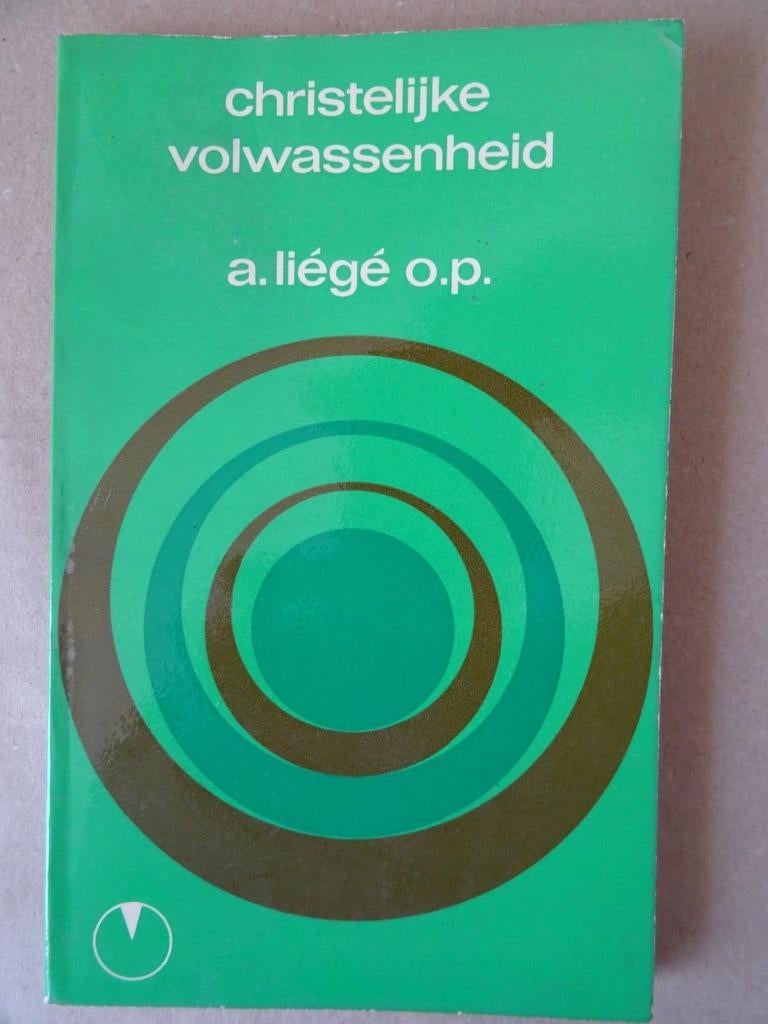 christelijke
volwassenheid
a. liégé o.p.